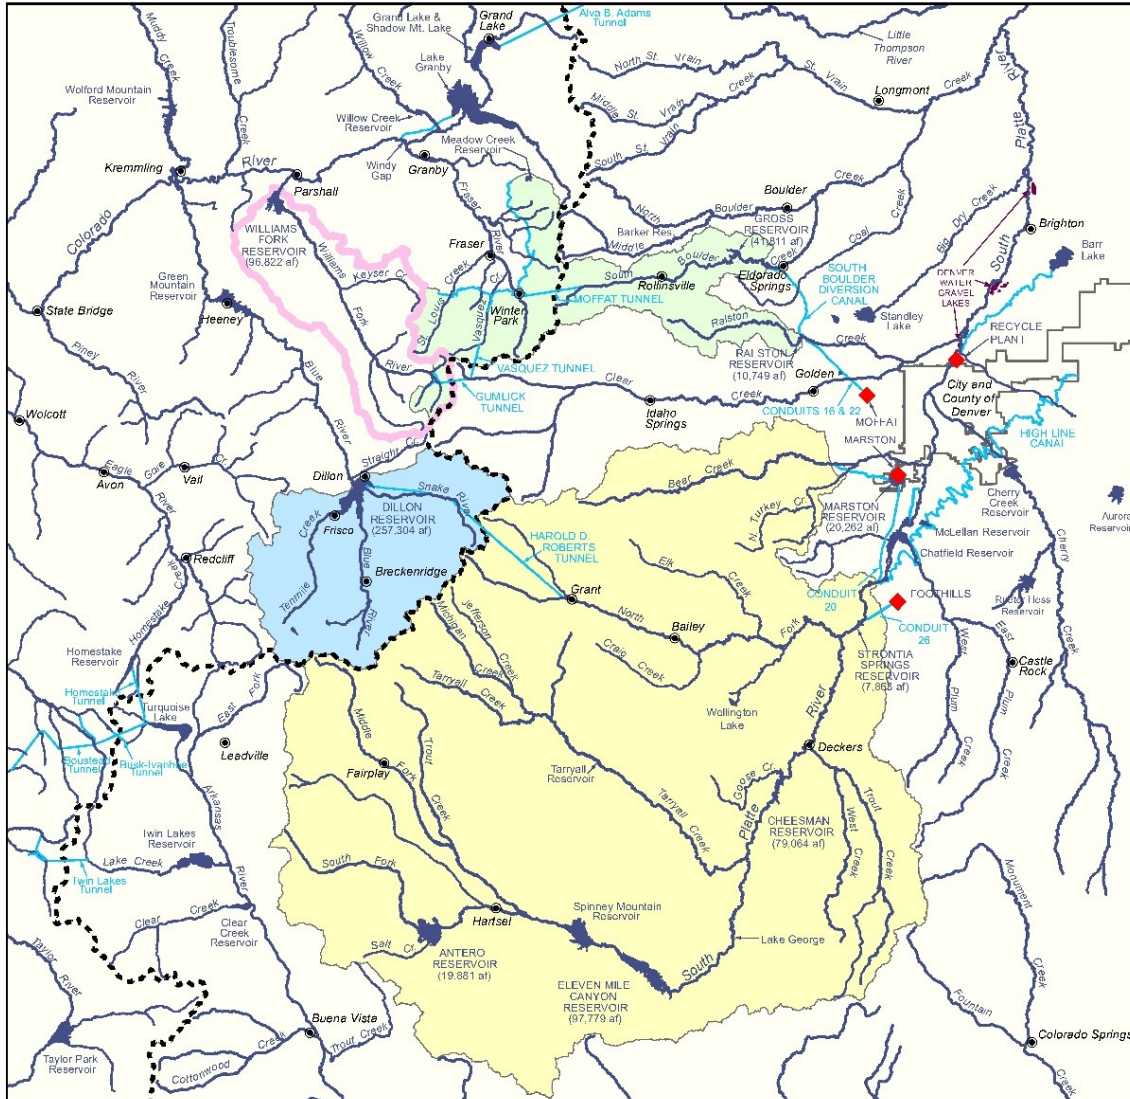 Grand Lake &
Shadow Mt. Lake
Grand
Lake
Alva B. Adams
Tunnel
Muddy
Creek
Troublesome
Creek
Willow
Creek
Lake
Granby
Little
Thompson
River
North St. Vrain
St.
Vrain
Creek
Middle
St.
Vrain
Creek
South
St.
Vrain
Longmont
River
Platte
South
Wolford Mountain
Reservoir
Willow Creek
Reservoir
Meadow Creek
Reservoir
Windy
Gap
Granby
Kremmling
River
Colorado
Parshall
Fraser
River
Boulder
Creek
North
Boulder
Barker Res.
Middle
GROSS
RESERVOIR
(41,811 af)
Coal
Creek
Big Dry Creek
Brighton
Barr
Lake
WILLIAMS
FORK
RESERVOIR
(96,822 af)
Williams
Fork
Keyser Cr.
Fraser
St. Louis
Creek
Vasquez
Cr.
Winter
Park
South
Boulder
Creek
Rollinsville
MOFFAT TUNNEL
Eldorado
Springs
SOUTH
BOULDER
DIVERSION
CANAL
DENVER
WATER
GRAVEL
LAKES
Standley
Lake
RECYCLE
PLANT
Green
Mountain
Reservoir
Heeney
State Bridge
Piney
River
Blue
River
Ralston
Creek
RALSTON
RESERVOIR
(10,749 af)
VASQUEZ TUNNEL
GUMLICK
TUNNEL
River
Clear
Creek
Idaho
Springs
Golden
CONDUITS 16 & 22
MOFFAT
MARSTON
City and
County of
Denver
HIGH LINE
CANAL
Wolcott
Eagle
River
Gore
Cr.
Avon
Vail
Straight Cr.
Dillon
Snake River
DILLON
RESERVOIR
(257,304 af)
Frisco
Tenmile
Creek
Blue
River
Breckenridge
HAROLD D.
ROBERTS
TUNNEL
Bear Creek
N. Turkey Cr.
MARSTON
RESERVOIR
(20,262 af)
McLellan Reservoir
Chatfield Reservoir
Cherry
Creek
Reservoir
Aurora
Reservoir
Cherry
Creek
Redcliff
Homestake
Creek
Grant
North
Fork
Elk
Creek
Bailey
Craig
Creek
CONDUIT
20
FOOTHILLS
CONDUIT
26
STRONTIA
SPRINGS
RESERVOIR
Rueter Hess
Reservoir
East
Plum
Creek
West
Plum
Creek
Castle
Rock
Michigan
Creek
Jefferson
Creek
Tarryall
Creek
Homestake
Reservoir
Homestake
Tunnel
Turquoise
Lake
East
Fork
Boustead
Tunnel
Busk-Ivanhoe
Tunnel
Leadville
Arkansas
River
Middle
Fork
Trout
Creek
Fairplay
Tarryall
Reservoir
Tarryall
Creek
Wellington
Lake
River
Deckers
Goose Cr.
Platte
CHEESMAN
RESERVOIR
(79,064 af)
West
Creek
Trout
Creek
Twin Lakes
Reservoir
Lake Creek
Twin Lakes
Tunnel
Clear
Creek
Clear
Creek
Reservoir
South
Fork
Hartsel
Salt
Cr.
ANTERO
RESERVOIR
(19,881 af)
Spinney Mountain
Reservoir
Lake George
South
ELEVEN MILE
CANYON
RESERVOIR
(97,779 af)
Monument
Creek
Fountain
Creek
Colorado Springs
Taylor
River
Taylor Park
Reservoir
Cottonwood
Creek
Buena Vista
Trout Creek